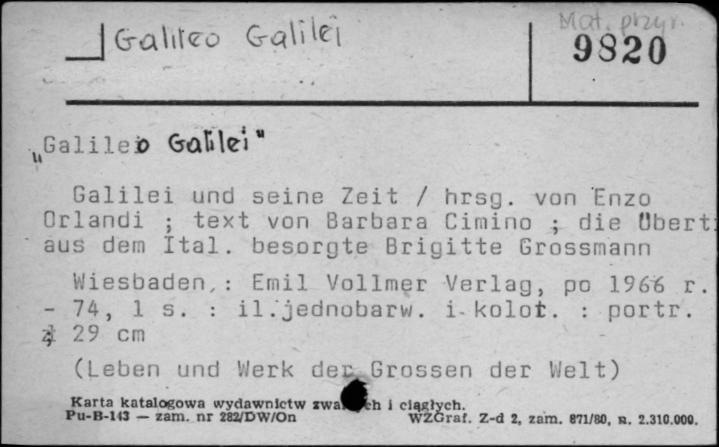 Galileo Galilei
Mat. przyr.
9820
„Galileo Galilei"
Galilei und seine Zeit / hrsg. von Enzo
Orlandi ; text von Barbara Cimino ; die Übert.
aus dem Ital. besorgte Brigitte Grossmann
Wiesbaden, : Emil Vollmer Verlag, po 1966 r.
- 74, 1 s. : il.jednobarw. i kolor. : portr.
; 29 cm
(Leben und Werk der Grossen der Welt)
Karta katalogowa wydawnictw ch i ciągłych.
Pu-B-143 — zam. nr 282/DW/On WZGraf. Z-d 2, zam. 871/80, n. 2.310.000.